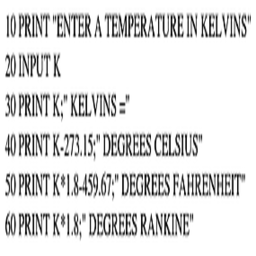 10 PRINT "ENTER A TEMPERATURE IN KELVINS"
20 INPUT K
30 PRINT K;" KELVINS ="
40 PRINT K-273.15;" DEGREES CELSIUS"
50 PRINT K*1.8-459.67;" DEGREES FAHRENHEIT"
60 PRINT K*1.8;" DEGREES RANKINE"